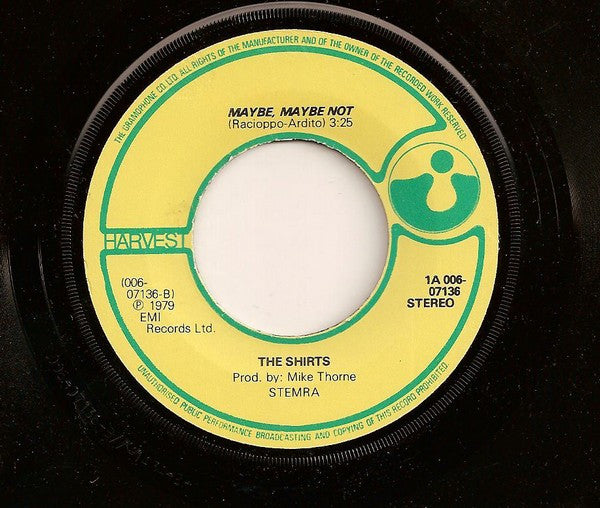 THE GRAMOPHONE CO. LTD. ALL RIGHTS OF THE MANUFACTURER AND OF THE OWNER OF THE RECORDED WORK RESERVED
MAYBE, MAYBE NOT
(Racioppo-Ardito) 3:25
HARVEST
(006-
07136-B)
℗ 1979
EMI
Records Ltd.
1A 006-
07136
STEREO
THE SHIRTS
Prod. by: Mike Thorne
STEMRA
UNAUTHORISED PUBLIC PERFORMANCE BROADCASTING AND COPYING OF THIS RECORD PROHIBITED